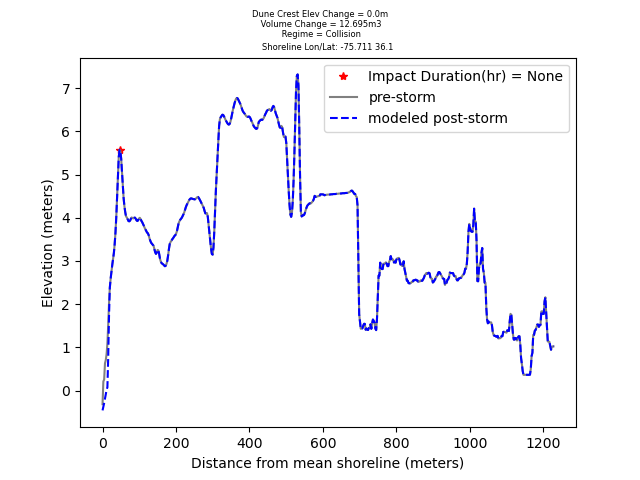 Dune Crest Elev Change = 0.0m
Volume Change = 12.695m3
Regime = Collision
Shoreline Lon/Lat: -75.711 36.1
Impact Duration(hr) = None
pre-storm
modeled post-storm
Elevation (meters)
7
6
5
4
3
2
1
0
0 200 400 600 800 1000 1200
Distance from mean shoreline (meters)